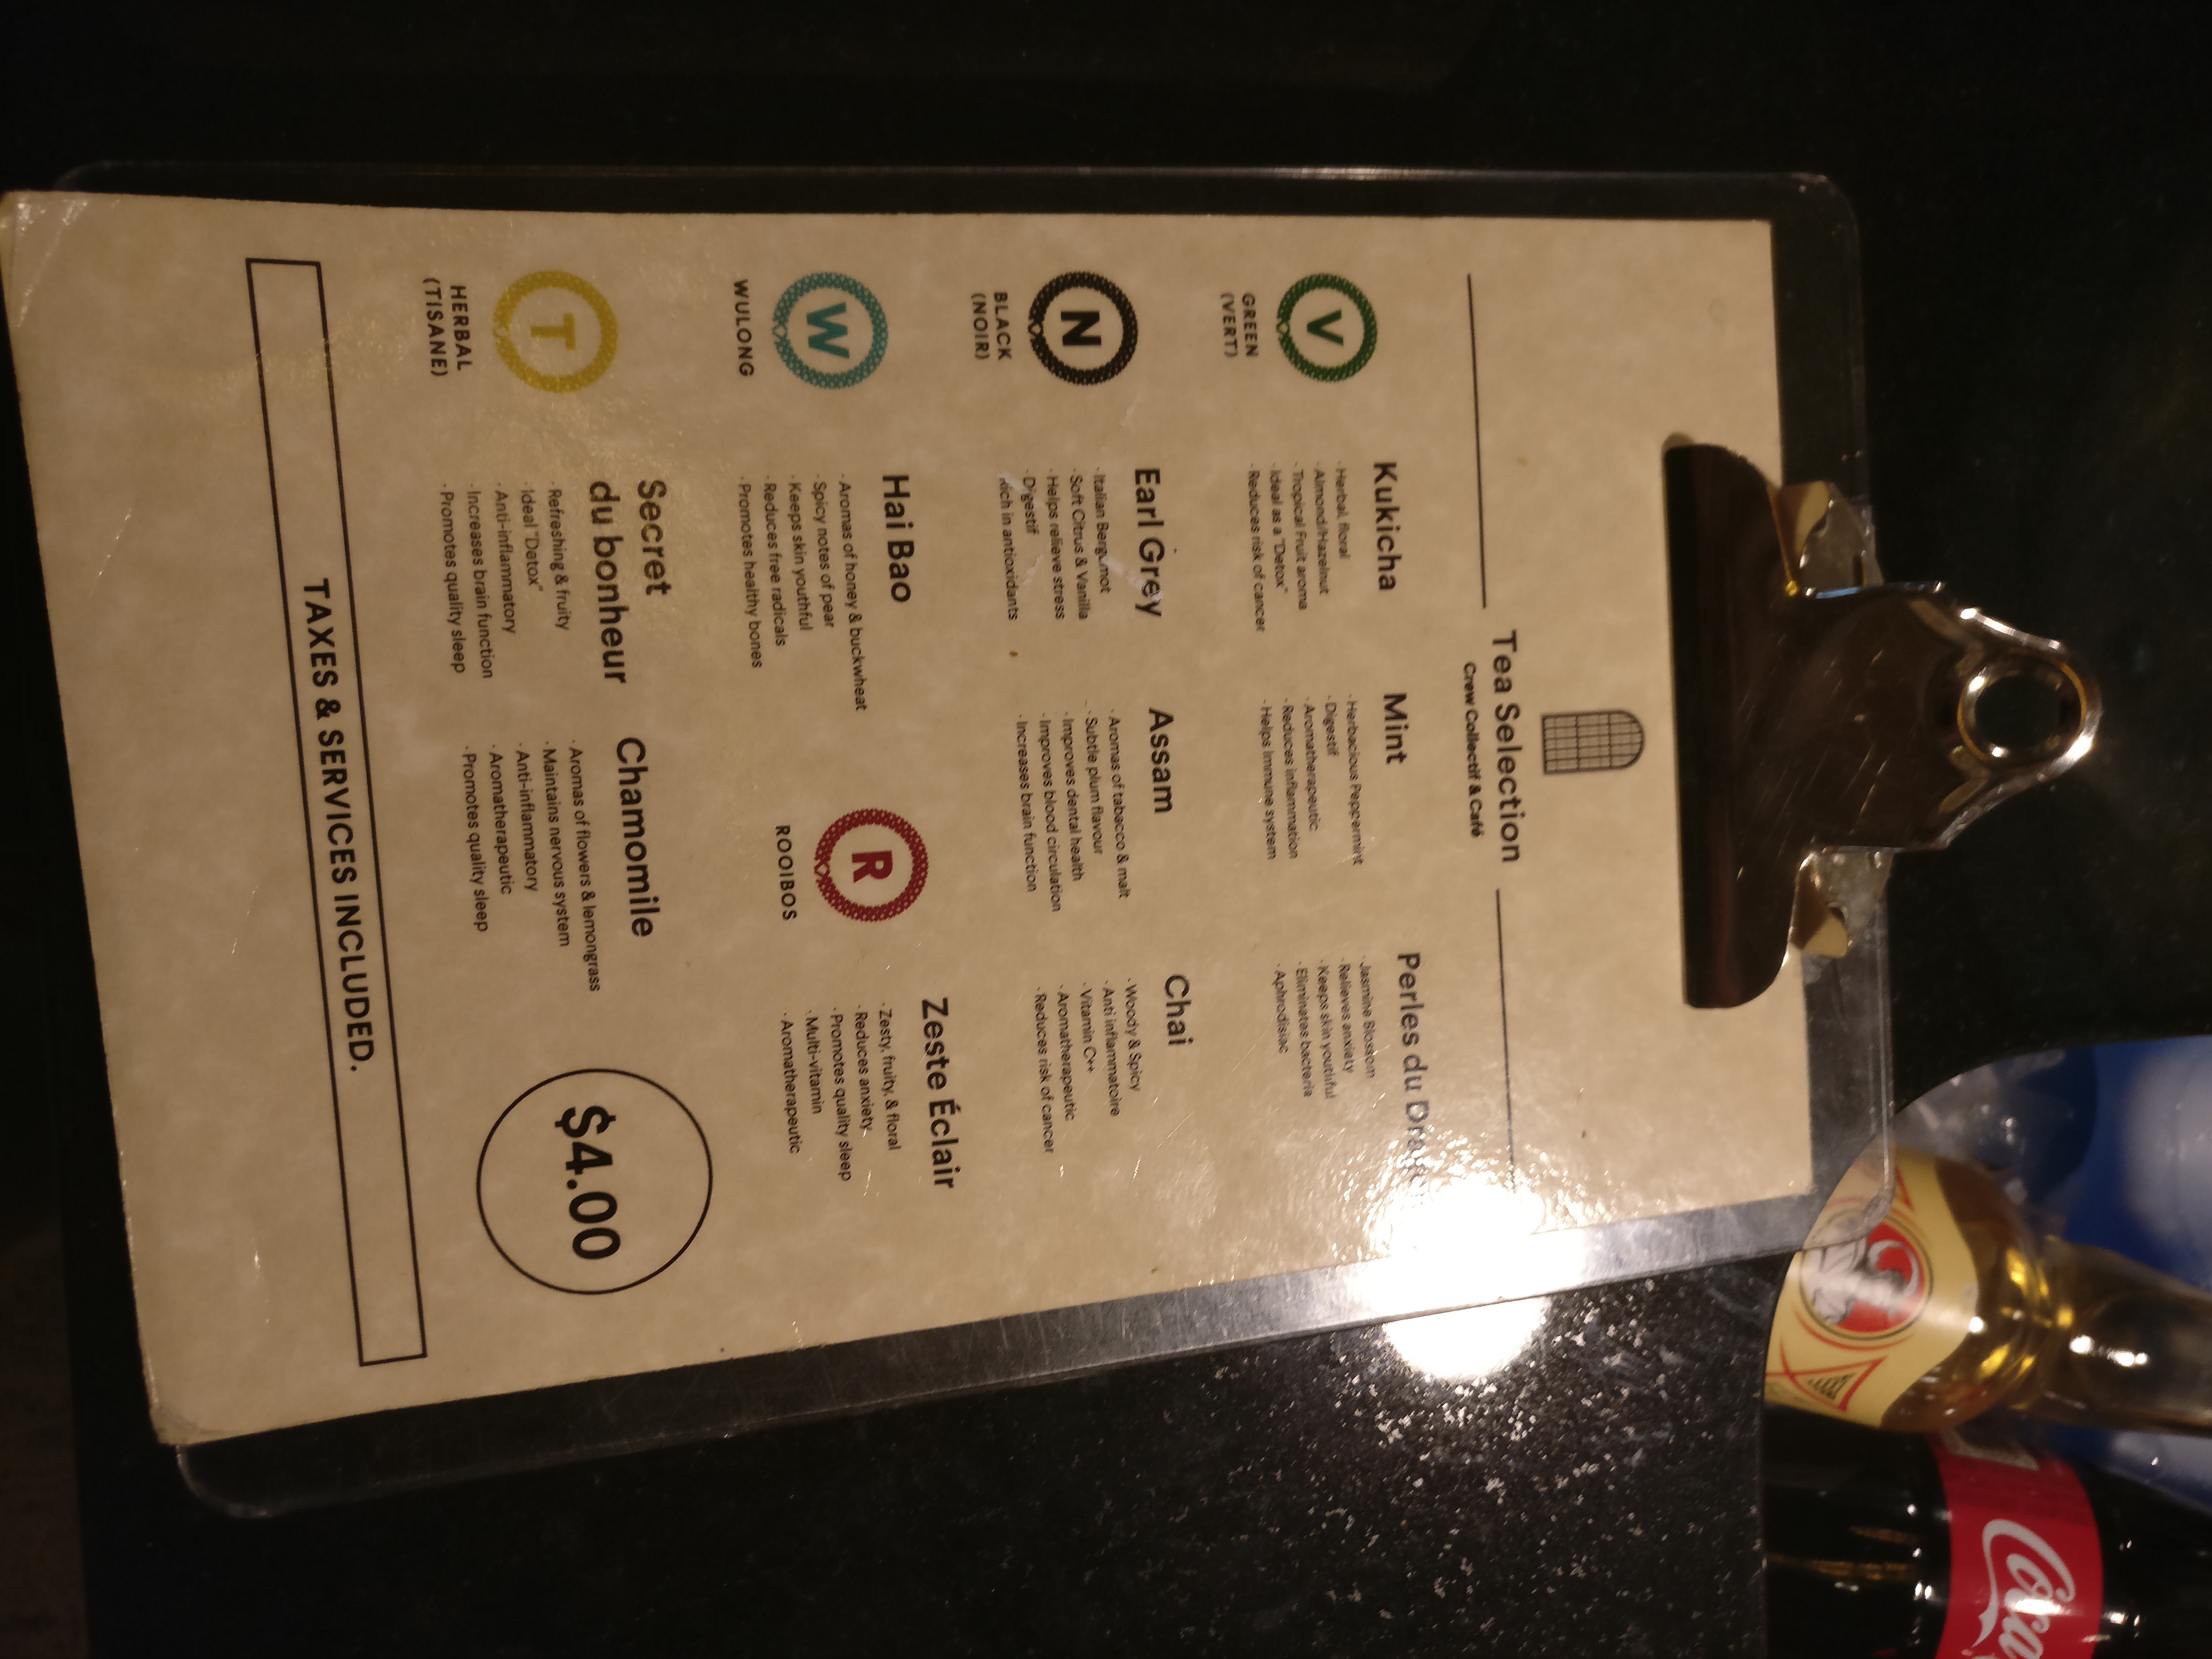 Tea Selection
Crew Collectif & Café
V
GREEN
(VERT)
Kukicha
· Herbal, floral
· Almond/Hazelnut
· Tropical Fruit aroma
· Ideal as a "Detox"
· Reduces risk of cancer
Mint
· Herbacious Peppermint
· Digestif
· Aromatherapeutic
· Reduces inflammation
· Helps immune system
Perles du
· Jasmine Blossom
· Relieves anxiety
· Keeps skin youthful
· Eliminates bacteria
· Aphrodisiac
N
BLACK
(NOIR)
Earl Grey
· Italian Bergamot
· Soft Citrus & Vanilla
· Helps relieve stress
· Digestif
Rich in antioxidants
Assam
· Aromas of tabacco & malt
· Subtle plum flavour
· Improves dental health
· Improves blood circulation
· Increases brain function
Chai
· Woody & Spicy
· Anti inflammatoire
· Vitamin C++
· Aromatherapeutic
· Reduces risk of cancer
W
WULONG
Hai Bao
· Aromas of honey & buckwheat
· Spicy notes of pear
· Keeps skin youthful
· Reduces free radicals
· Promotes healthy bones
R
ROOIBOS
Zeste Éclair
· Zesty, fruity, & floral
· Reduces anxiety
· Promotes quality sleep
· Multi-vitamin
· Aromatherapeutic
T
HERBAL
(TISANE)
Secret
du bonheur
· Refreshing & fruity
· Ideal "Detox"
· Anti-inflammatory
· Increases brain function
· Promotes quality sleep
Chamomile
· Aromas of flowers & lemongrass
· Maintains nervous system
· Anti-inflammatory
· Aromatherapeutic
· Promotes quality sleep
$4.00
TAXES & SERVICES INCLUDED.